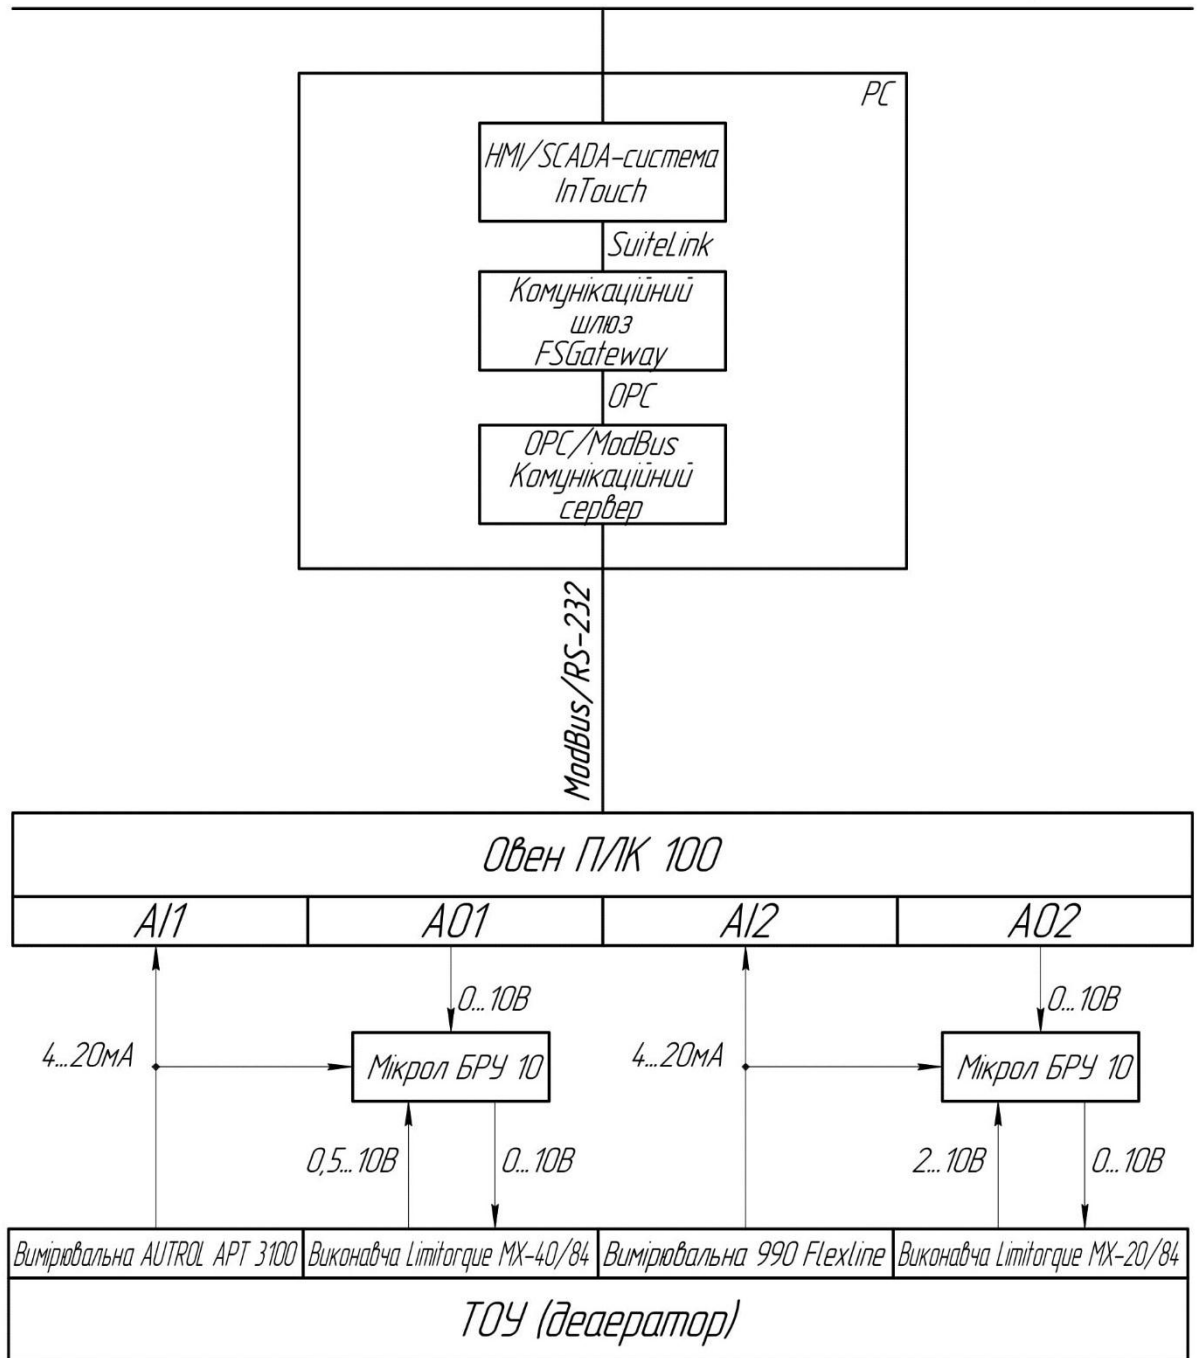 PC
HMI/SCADA-система
InTouch
SuiteLink
Комунікаційний
шлюз
FSGateway
OPC
OPC/ModBus
Комунікаційний
сервер
ModBus/RS-232
Овен ПЛК 100
AI1
AO1
AI2
AO2
0...10В
0...10В
4...20мА
Мікрол БРУ 10
4...20мА
Мікрол БРУ 10
0,5...10В
0...10В
2...10В
0...10В
Вимірювальна AUTROL APT 3100
Виконавча Limitorque MX-40/84
Вимірювальна 990 Flexline
Виконавча Limitorque MX-20/84
ТОУ (деаератор)